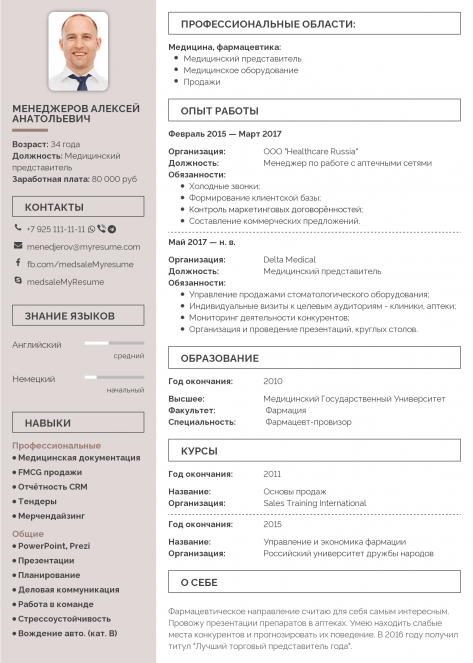 МЕНЕДЖЕРОВ АЛЕКСЕЙ
АНАТОЛЬЕВИЧ
Возраст: 34 года
Должность: Медицинский
представитель
Заработная плата: 80 000 руб
КОНТАКТЫ
+7 925 111-11-11
menedjerov@myresume.com
fb.com/medsaleMyresume
medsaleMyResume
ЗНАНИЕ ЯЗЫКОВ
Английский
средний
Немецкий
начальный
НАВЫКИ
Профессиональные
• Медицинская документация
• FMCG продажи
• Отчётность CRM
• Тендеры
• Мерчендайзинг
Общие
• PowerPoint, Prezi
• Презентации
• Планирование
• Деловая коммуникация
• Работа в команде
• Стрессоустойчивость
• Вождение авто. (кат. В)
ПРОФЕССИОНАЛЬНЫЕ ОБЛАСТИ:
Медицина, фармацевтика:
• Медицинский представитель
• Медицинское оборудование
• Продажи
ОПЫТ РАБОТЫ
Февраль 2015 — Март 2017
Организация: ООО "Healthcare Russia"
Должность: Менеджер по работе с аптечными сетями
Обязанности:
• Холодные звонки;
• Формирование клиентской базы;
• Контроль маркетинговых договорённостей;
• Составление коммерческих предложений.
Май 2017 — н. в.
Организация: Delta Medical
Должность: Медицинский представитель
Обязанности:
• Управление продажами стоматологического оборудования;
• Индивидуальные визиты к целевым аудиториям - клиники, аптеки;
• Мониторинг деятельности конкурентов;
• Организация и проведение презентаций, круглых столов.
ОБРАЗОВАНИЕ
Год окончания: 2010
Высшее: Медицинский Государственный Университет
Факультет: Фармация
Специальность: Фармацевт-провизор
КУРСЫ
Год окончания: 2011
Название: Основы продаж
Организация: Sales Training International
Год окончания: 2015
Название: Управление и экономика фармации
Организация: Российский университет дружбы народов
О СЕБЕ
Фармацевтическое направление считаю для себя самым интересным.
Провожу презентации препаратов в аптеках. Умею находить слабые
места конкурентов и прогнозировать их поведение. В 2016 году получил
титул "Лучший торговый представитель года".